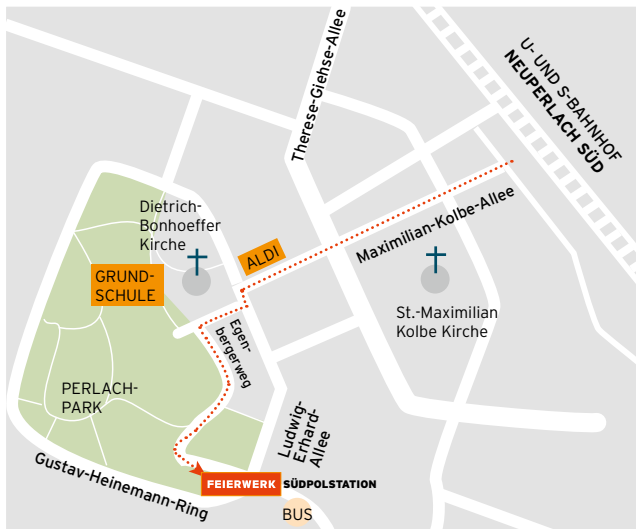 Therese-Giehse-Allee
U- UND S-BAHNHOF
NEUPERLACH SÜD
Dietrich-
Bonhoeffer
Kirche
ALDI
Maximilian-Kolbe-Allee
GRUND-
SCHULE
St.-Maximilian
Kolbe Kirche
Egen-
bergerweg
PERLACH-
PARK
Ludwig-
Erhard-
Allee
Gustav-Heinemann-Ring
FEIERWERK SÜDPOLSTATION
BUS